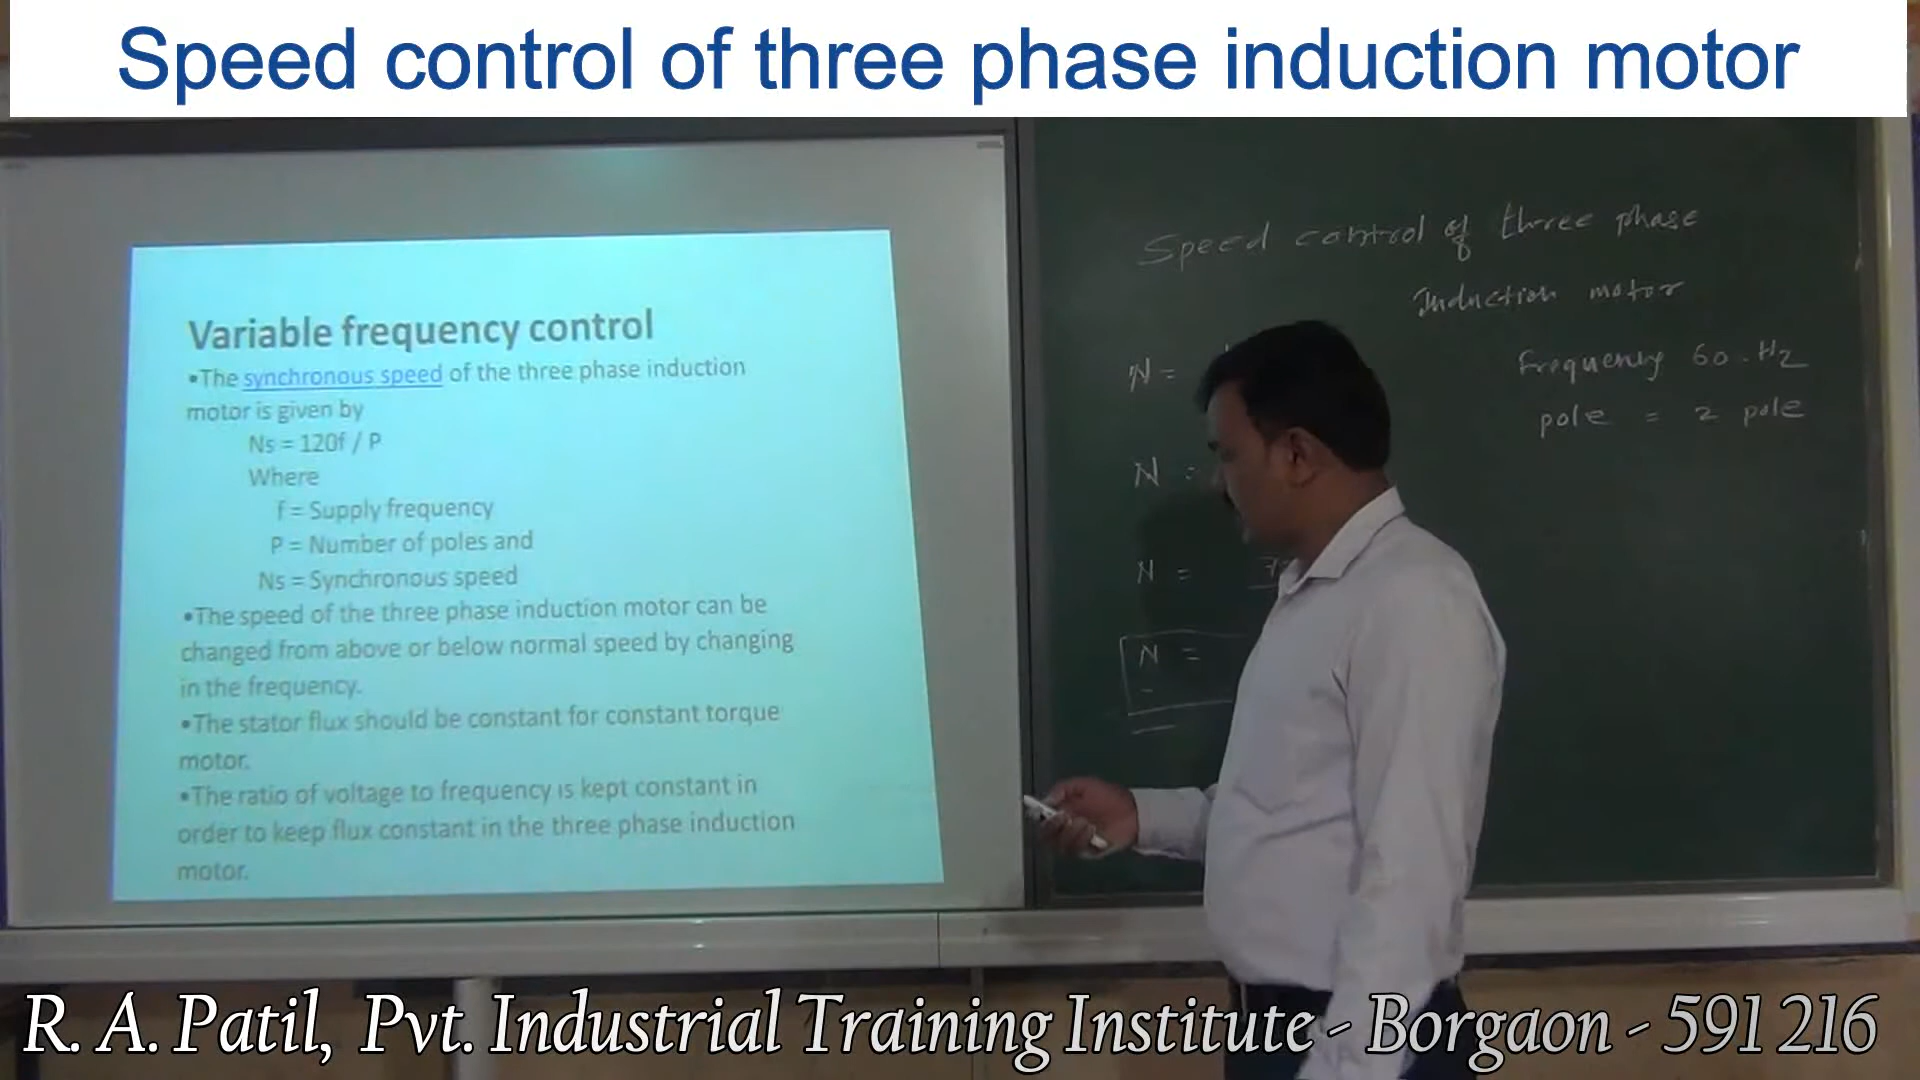 Speed control of three phase induction motor
Variable frequency control
•The synchronous speed of the three phase induction
motor is given by
Ns = 120f / P
Where
f = Supply frequency
P = Number of poles and
Ns = Synchronous speed
•The speed of the three phase induction motor can be
changed from above or below normal speed by changing
in the frequency.
•The stator flux should be constant for constant torque
motor.
•The ratio of voltage to frequency is kept constant in
order to keep flux constant in the three phase induction
motor.
Speed control of three phase
Induction motor
Frequency 60.Hz
pole = 2 pole
N =
N =
N =
N =
R. A. Patil, Pvt. Industrial Training Institute - Borgaon - 591 216